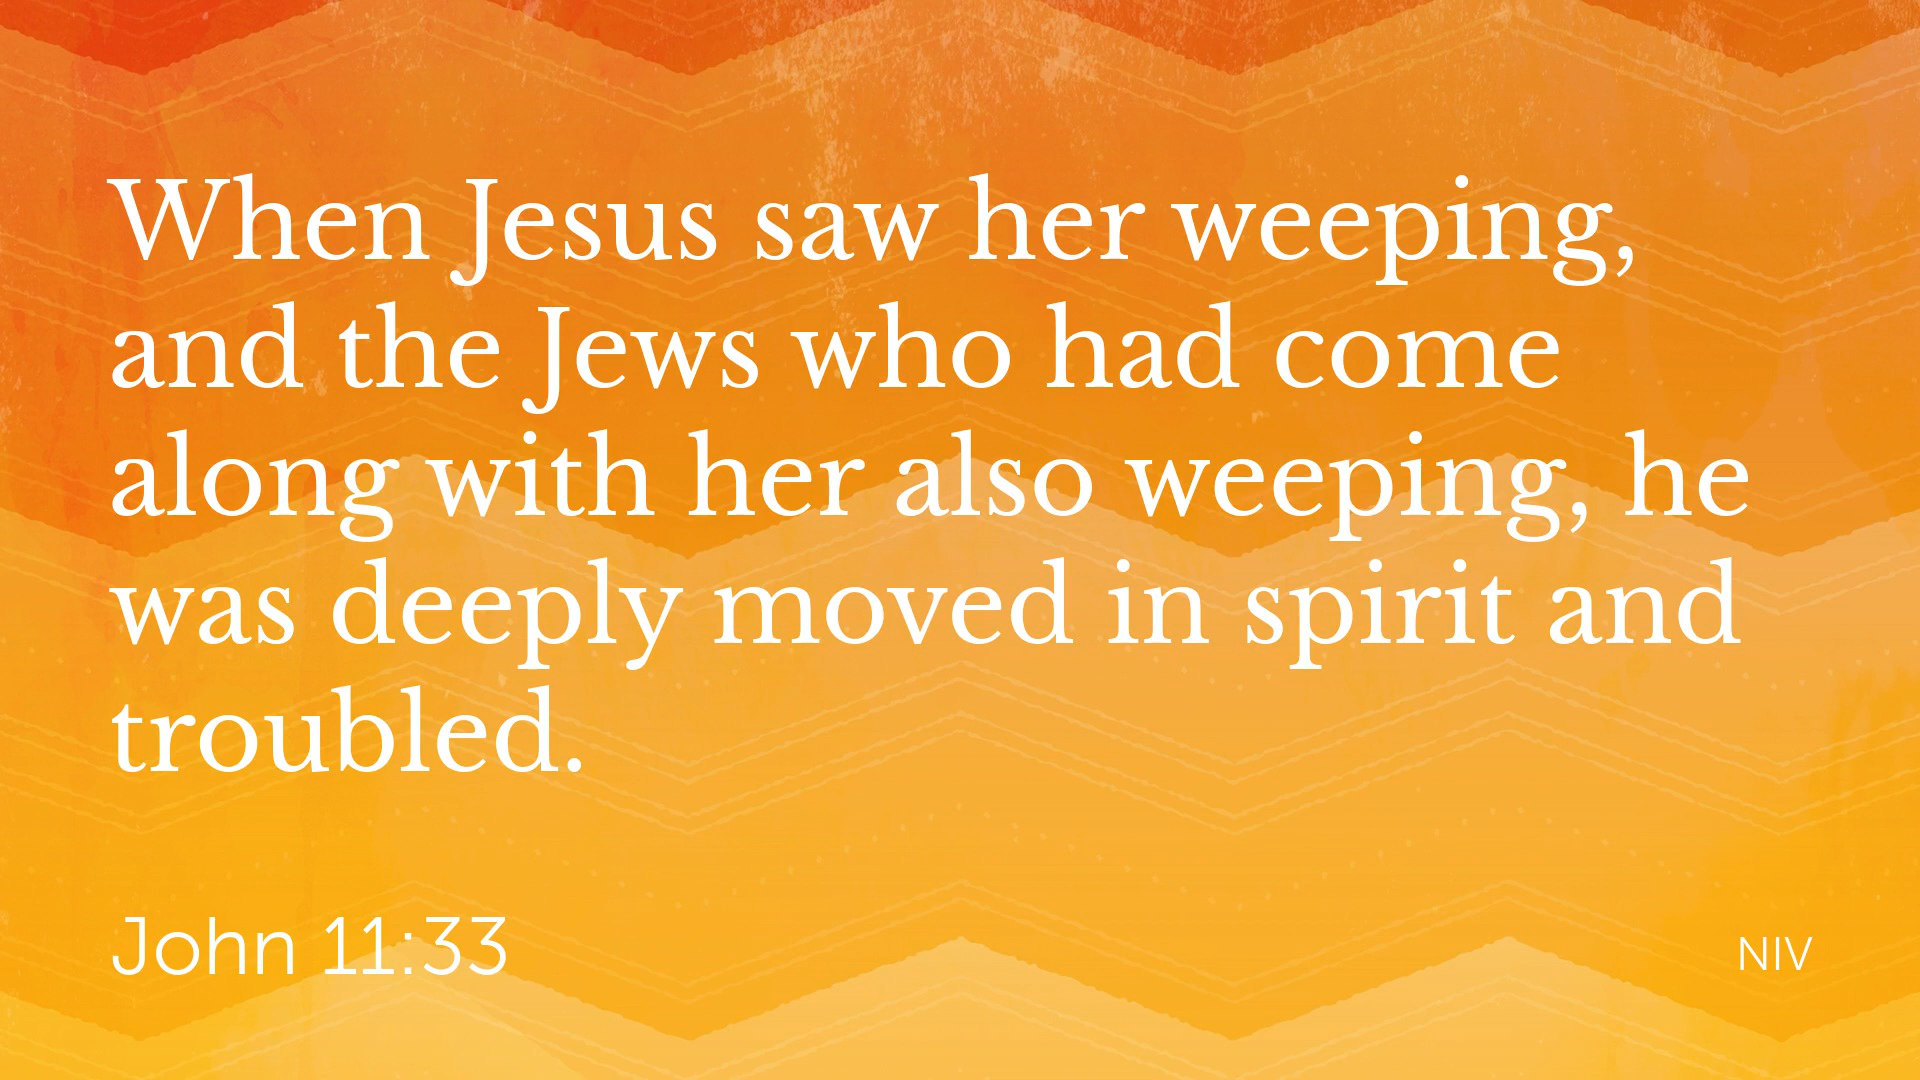 When Jesus saw her weeping,
and the Jews who had come
along with her also weeping, he
was deeply moved in spirit and
troubled.
John 11:33
NIV